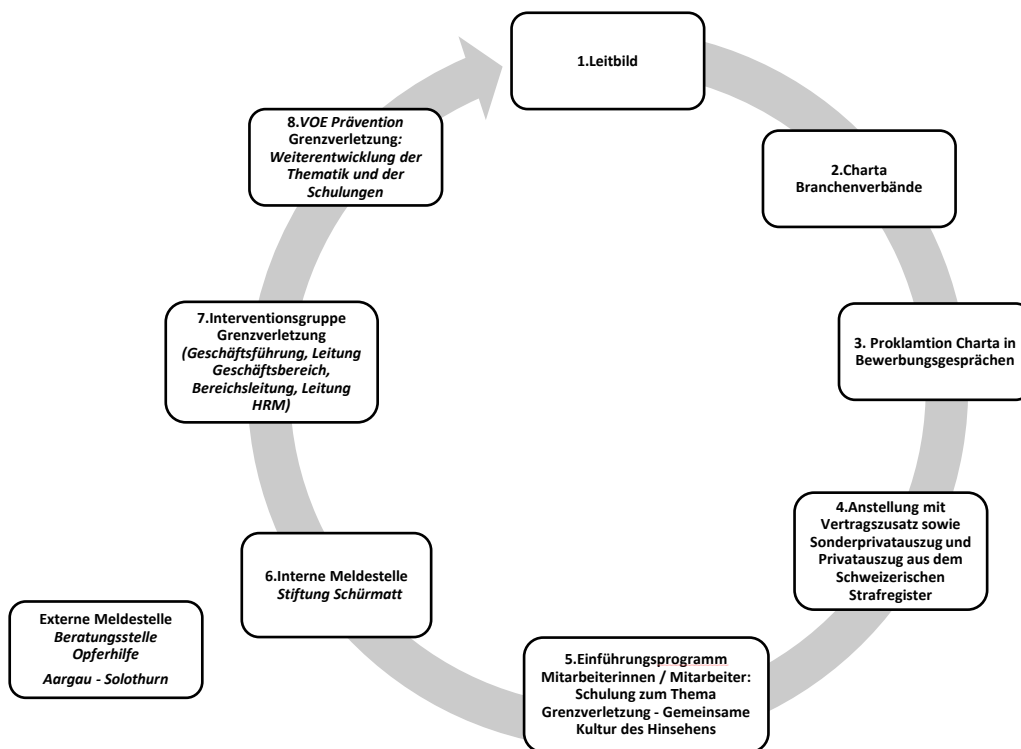 1.Leitbild
2.Charta
Branchenverbände
3. Proklamtion Charta in
Bewerbungsgesprächen
4.Anstellung mit
Vertragszusatz sowie
Sonderprivatauszug und
Privatauszug aus dem
Schweizerischen
Strafregister
5.Einführungsprogramm
Mitarbeiterinnen / Mitarbeiter:
Schulung zum Thema
Grenzverletzung - Gemeinsame
Kultur des Hinsehens
6.Interne Meldestelle
Stiftung Schürmatt
Externe Meldestelle
Beratungsstelle
Opferhilfe
Aargau - Solothurn
7.Interventionsgruppe
Grenzverletzung
(Geschäftsführung, Leitung
Geschäftsbereich,
Bereichsleitung, Leitung
HRM)
8.VOE Prävention
Grenzverletzung:
Weiterentwicklung der
Thematik und der
Schulungen